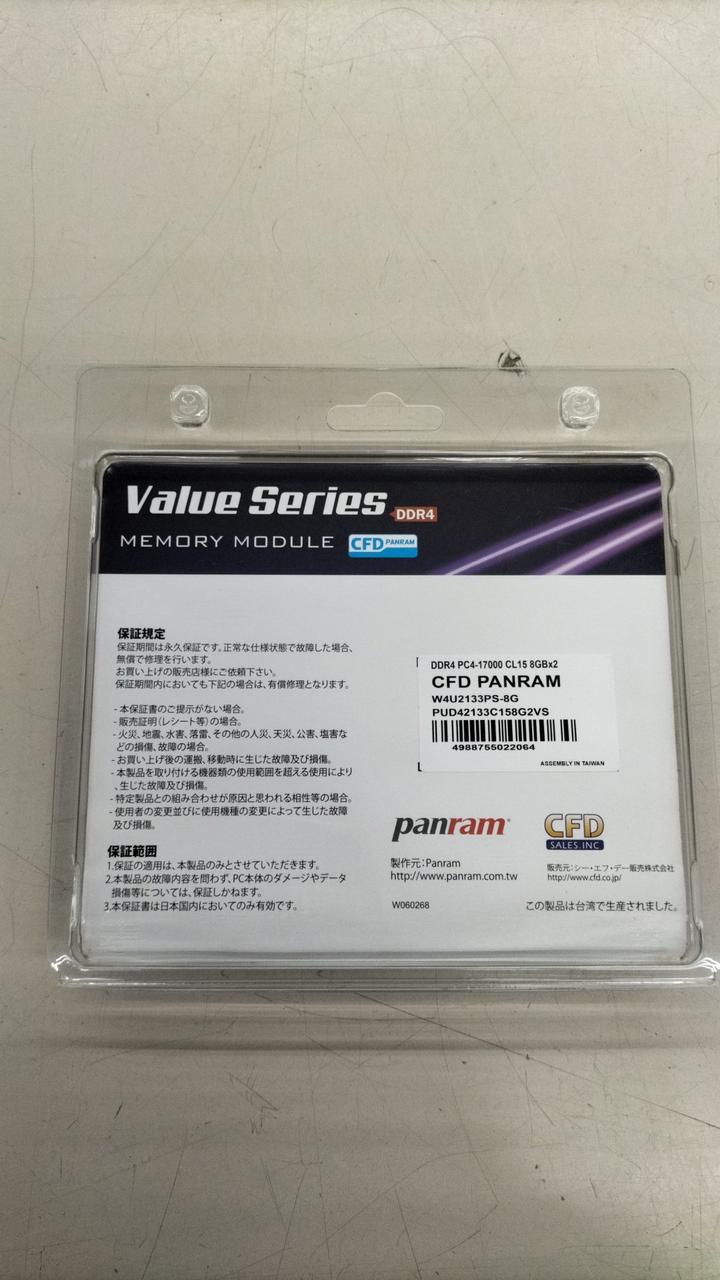 Value Series DDR4
MEMORY MODULE CFD PANRAM
保証規定
保証期間は永久保証です。正常な仕様状態で故障した場合、
無償で修理を行います。
お買い上げの販売店様にご依頼下さい。
保証期間内においても下記の場合は、有償修理となります。
- 本保証書のご提示がない場合。
- 販売証明(レシート等)の場合。
- 火災、地震、水害、落雷、その他の人災、天災、公害、塩害な
どの損傷、故障の場合。
- お買い上げ後の運搬、移動時に生じた故障及び損傷。
- 本製品を取り付ける機器類の使用範囲を超える使用により
、生じた故障及び損傷。
- 特定製品との組み合わせが原因と思われる相性等の場合。
- 使用者の変更並びに使用機種の変更によって生じた故障
及び損傷。
保証範囲
1.保証の適用は、本製品のみとさせていただきます。
2.本製品の故障内容を問わず、PC本体のダメージやデータ
損傷等については、保証しかねます。
3.本保証書は日本国内においてのみ有効です。
DDR4 PC4-17000 CL15 8GBx2
CFD PANRAM
W4U2133PS-8G
PUD42133C158G2VS
4988755022064
ASSEMBLY IN TAIWAN
panram
製作元:Panram
http://www.panram.com.tw
W060268
CFD
SALES.INC
販売元:シー・エフ・デー販売株式会社
http://www.cfd.co.jp/
この製品は台湾で生産されました。